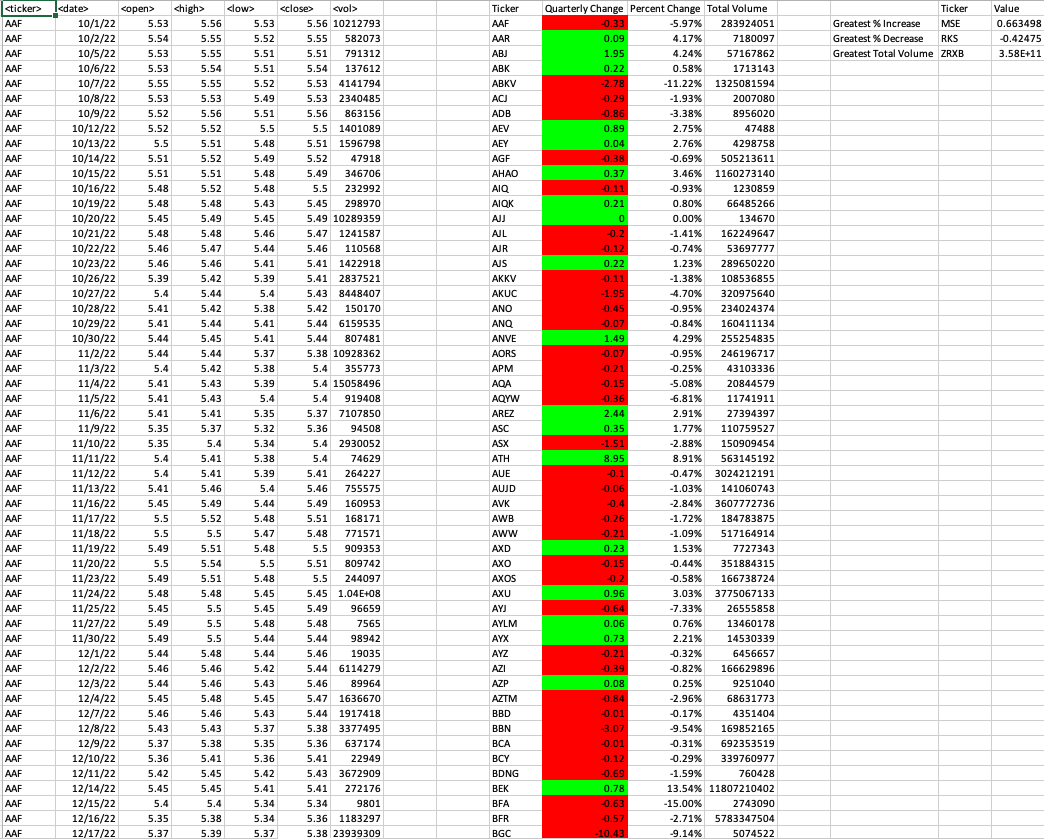 <ticker> <date> <open> <high> <low> <close> <vol> Ticker Quarterly Change Percent Change Total Volume Ticker Value
AAF 10/1/22 5.53 5.56 5.53 5.56 10212793 AAF -0.33 -5.97% 283924051 Greatest % Increase MSE 0.663498
AAF 10/2/22 5.54 5.55 5.52 5.55 582073 AAR 0.09 4.17% 7180097 Greatest % Decrease RKS -0.42475
AAF 10/5/22 5.53 5.55 5.51 5.51 791312 ABJ 1.95 4.24% 57167862 Greatest Total Volume ZRXB 3.58E+11
AAF 10/6/22 5.53 5.54 5.51 5.54 137612 ABK 0.22 0.58% 1713143
AAF 10/7/22 5.55 5.55 5.52 5.53 4141794 ABKV -2.78 -11.22% 1325081594
AAF 10/8/22 5.53 5.53 5.49 5.53 2340485 ACJ -0.29 -1.93% 2007080
AAF 10/9/22 5.52 5.56 5.51 5.56 863156 ADB -0.86 -3.38% 8956020
AAF 10/12/22 5.52 5.52 5.5 5.5 1401089 AEV 0.89 2.75% 47488
AAF 10/13/22 5.5 5.51 5.48 5.51 1596798 AEY 0.04 2.76% 4298758
AAF 10/14/22 5.51 5.52 5.49 5.52 47918 AGF -0.38 -0.69% 505213611
AAF 10/15/22 5.51 5.51 5.48 5.49 346706 AHAO 0.37 3.46% 1160273140
AAF 10/16/22 5.48 5.52 5.48 5.5 232992 AIQ -0.11 -0.93% 1230859
AAF 10/19/22 5.48 5.48 5.43 5.45 298970 AIQK 0.21 0.80% 66485266
AAF 10/20/22 5.45 5.49 5.45 5.49 10289359 AJJ 0 0.00% 134670
AAF 10/21/22 5.48 5.48 5.46 5.47 1241587 AJL -0.2 -1.41% 162249647
AAF 10/22/22 5.46 5.47 5.44 5.46 110568 AJR -0.12 -0.74% 53697777
AAF 10/23/22 5.46 5.46 5.41 5.41 1422918 AJS 0.22 1.23% 289650220
AAF 10/26/22 5.39 5.42 5.39 5.41 2837521 AKKV -0.11 -1.38% 108536855
AAF 10/27/22 5.4 5.44 5.4 5.43 8448407 AKUC -1.95 -4.70% 320975640
AAF 10/28/22 5.41 5.42 5.38 5.42 150170 ANO -0.45 -0.95% 234024374
AAF 10/29/22 5.41 5.44 5.41 5.44 6159535 ANQ -0.07 -0.84% 160411134
AAF 10/30/22 5.44 5.45 5.41 5.44 807481 ANVE 1.49 4.29% 255254835
AAF 11/2/22 5.44 5.44 5.37 5.38 10928362 AORS -0.07 -0.95% 246196717
AAF 11/3/22 5.4 5.42 5.38 5.4 355773 APM -0.21 -0.25% 43103336
AAF 11/4/22 5.41 5.43 5.39 5.4 15058496 AQA -0.15 -5.08% 20844579
AAF 11/5/22 5.41 5.43 5.4 5.4 919408 AQYW -0.36 -6.81% 11741911
AAF 11/6/22 5.41 5.41 5.35 5.37 7107850 AREZ 2.44 2.91% 27394397
AAF 11/9/22 5.35 5.37 5.32 5.36 94508 ASC 0.35 1.77% 110759527
AAF 11/10/22 5.35 5.4 5.34 5.4 2930052 ASX -1.51 -2.88% 150909454
AAF 11/11/22 5.4 5.41 5.38 5.4 74629 ATH 8.95 8.91% 563145192
AAF 11/12/22 5.4 5.41 5.39 5.41 264227 AUE -0.1 -0.47% 3024212191
AAF 11/13/22 5.41 5.46 5.4 5.46 755575 AUJD -0.06 -1.03% 141060743
AAF 11/16/22 5.45 5.49 5.44 5.49 160953 AVK -0.4 -2.84% 3607772736
AAF 11/17/22 5.5 5.52 5.48 5.51 168171 AWB -0.26 -1.72% 184783875
AAF 11/18/22 5.5 5.5 5.47 5.48 771571 AWW -0.21 -1.09% 517164914
AAF 11/19/22 5.49 5.51 5.48 5.5 909353 AXD 0.23 1.53% 7727343
AAF 11/20/22 5.5 5.54 5.5 5.51 809742 AXO -0.15 -0.44% 351884315
AAF 11/23/22 5.49 5.51 5.48 5.5 244097 AXOS -0.2 -0.58% 166738724
AAF 11/24/22 5.48 5.48 5.45 5.45 1.04E+08 AXU 0.96 3.03% 3775067133
AAF 11/25/22 5.45 5.5 5.45 5.49 96659 AYJ -0.64 -7.33% 26555858
AAF 11/27/22 5.49 5.5 5.48 5.48 7565 AYLM 0.06 0.76% 13460178
AAF 11/30/22 5.49 5.5 5.44 5.44 98942 AYX 0.73 2.21% 14530339
AAF 12/1/22 5.44 5.48 5.44 5.46 19035 AYZ -0.21 -0.32% 6456657
AAF 12/2/22 5.46 5.46 5.42 5.44 6114279 AZI -0.39 -0.82% 166629896
AAF 12/3/22 5.44 5.46 5.43 5.46 89964 AZP 0.08 0.25% 9251040
AAF 12/4/22 5.45 5.48 5.45 5.47 1636670 AZTM -0.84 -2.96% 68631773
AAF 12/7/22 5.46 5.46 5.43 5.44 1917418 BBD -0.01 -0.17% 4351404
AAF 12/8/22 5.43 5.43 5.37 5.38 3377495 BBN -3.07 -9.54% 169852165
AAF 12/9/22 5.37 5.38 5.35 5.36 637174 BCA -0.01 -0.31% 692353519
AAF 12/10/22 5.36 5.41 5.36 5.41 22949 BCY -0.12 -0.29% 339760977
AAF 12/11/22 5.42 5.45 5.42 5.43 3672909 BDNG -0.69 -1.59% 760428
AAF 12/14/22 5.45 5.45 5.41 5.41 272176 BEK 0.78 13.54% 11807210402
AAF 12/15/22 5.4 5.4 5.34 5.34 9801 BFA -0.63 -15.00% 2743090
AAF 12/16/22 5.35 5.38 5.34 5.36 1183297 BFR -0.57 -2.71% 5783347504
AAF 12/17/22 5.37 5.39 5.37 5.38 23939309 BGC -10.43 -9.14% 5074522